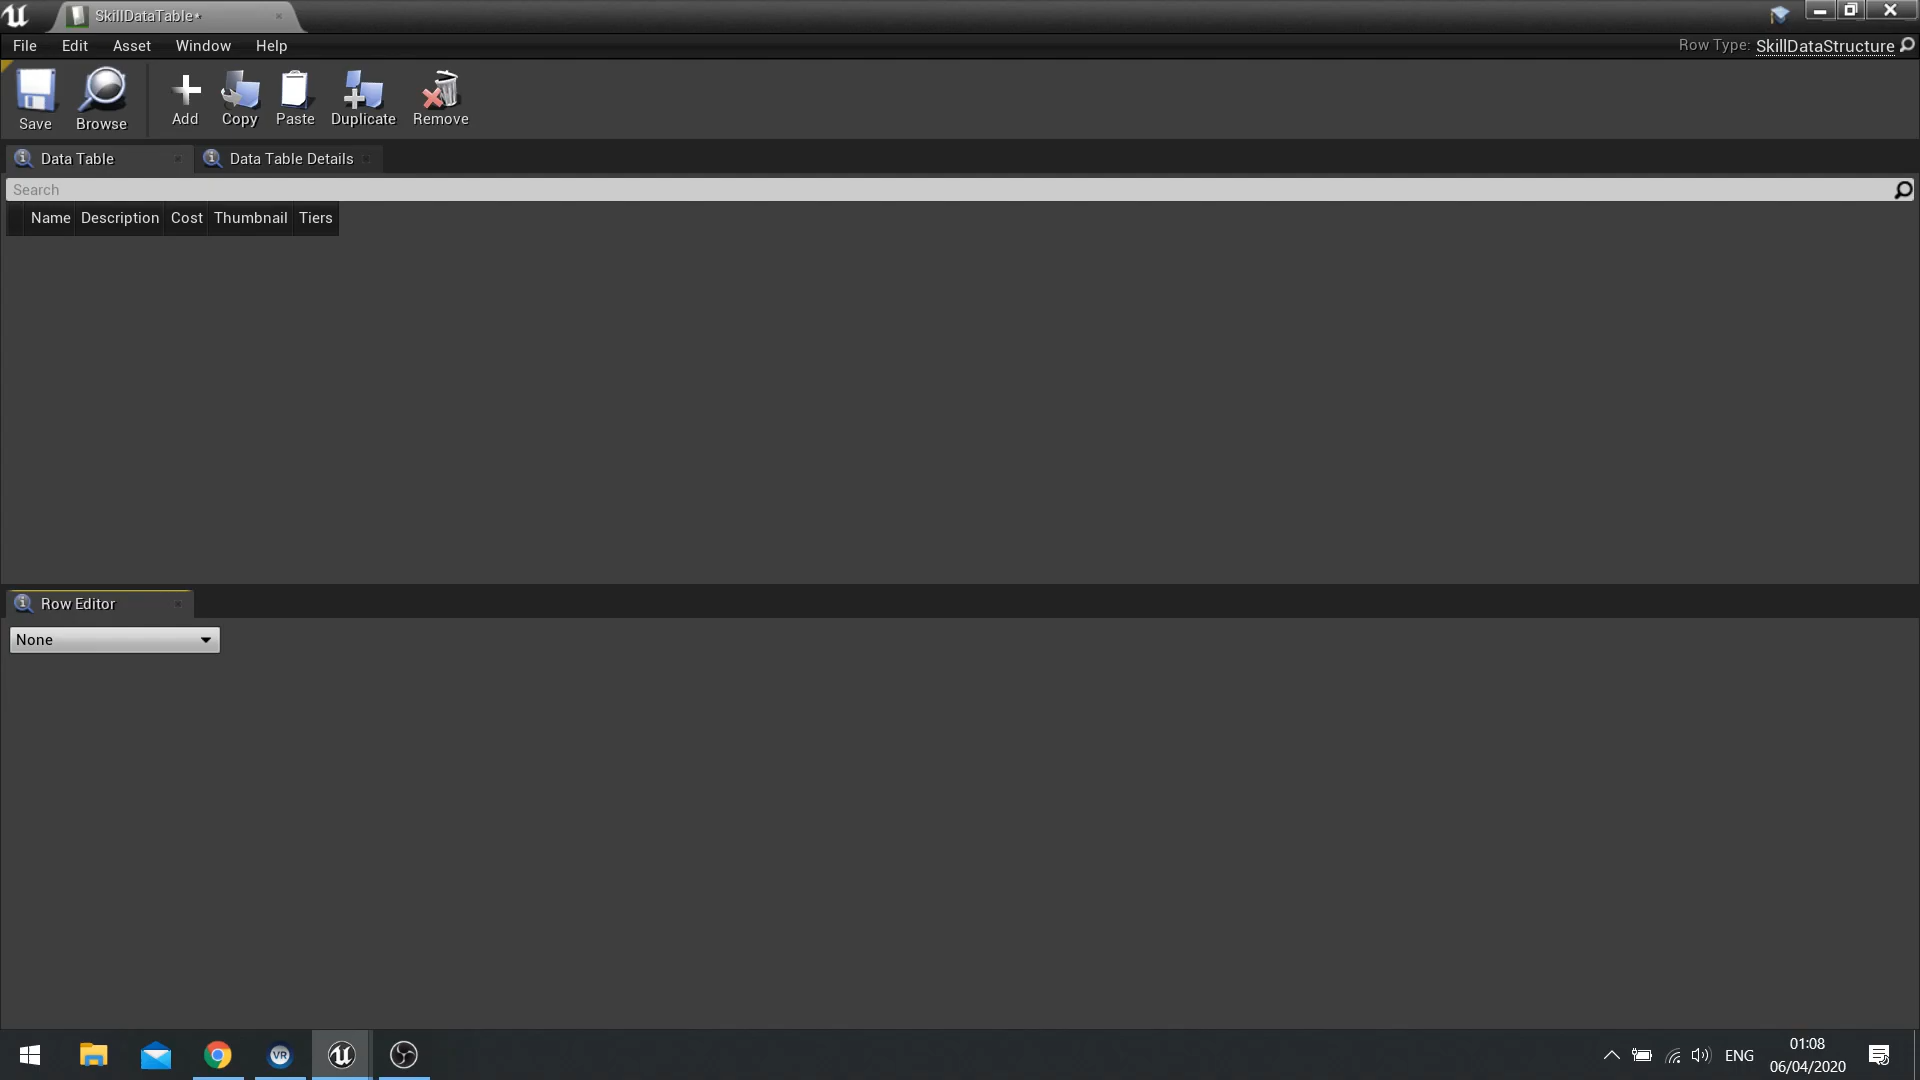 SkillDataTable*
File Edit Asset Window Help
Row Type: SkillDataStructure
Save Browse Add Copy Paste Duplicate Remove
Data Table Data Table Details
Search
Name Description Cost Thumbnail Tiers
Row Editor
None
VR
ENG
01:08
06/04/2020